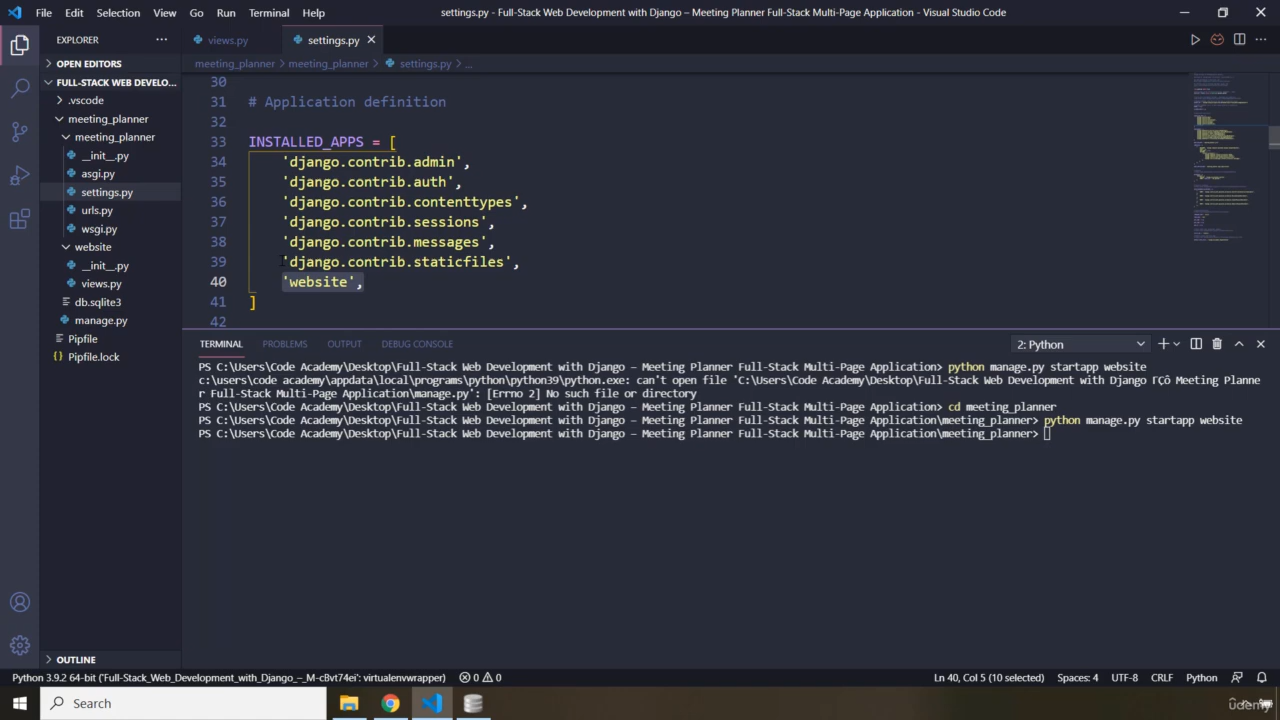 File Edit Selection View Go Run Terminal Help
settings.py - Full-Stack Web Development with Django – Meeting Planner Full-Stack Multi-Page Application - Visual Studio Code
EXPLORER
OPEN EDITORS
FULL-STACK WEB DEVELO...
.vscode
meeting_planner
meeting_planner
__init__.py
asgi.py
settings.py
urls.py
wsgi.py
website
__init__.py
views.py
db.sqlite3
manage.py
Pipfile
Pipfile.lock
OUTLINE
views.py
settings.py
meeting_planner > meeting_planner > settings.py > ...
30
31 # Application definition
32
33 INSTALLED_APPS = [
34 'django.contrib.admin',
35 'django.contrib.auth',
36 'django.contrib.contenttypes',
37 'django.contrib.sessions',
38 'django.contrib.messages',
39 'django.contrib.staticfiles',
40 'website',
41 ]
42
TERMINAL PROBLEMS OUTPUT DEBUG CONSOLE
2: Python
PS C:\Users\Code Academy\Desktop\Full-Stack Web Development with Django – Meeting Planner Full-Stack Multi-Page Application> python manage.py startapp website
c:\users\code academy\appdata\local\programs\python\python39\python.exe: can't open file 'C:\Users\Code Academy\Desktop\Full-Stack Web Development with Django ΓÇô Meeting Planne
r Full-Stack Multi-Page Application\manage.py': [Errno 2] No such file or directory
PS C:\Users\Code Academy\Desktop\Full-Stack Web Development with Django – Meeting Planner Full-Stack Multi-Page Application> cd meeting_planner
PS C:\Users\Code Academy\Desktop\Full-Stack Web Development with Django – Meeting Planner Full-Stack Multi-Page Application\meeting_planner> python manage.py startapp website
PS C:\Users\Code Academy\Desktop\Full-Stack Web Development with Django – Meeting Planner Full-Stack Multi-Page Application\meeting_planner>
Python 3.9.2 64-bit ('Full-Stack_Web_Development_with_Django_-_M-cBvt74ei': virtualenvwrapper) 0 0
Ln 40, Col 5 (10 selected) Spaces: 4 UTF-8 CRLF Python
Search
udemy